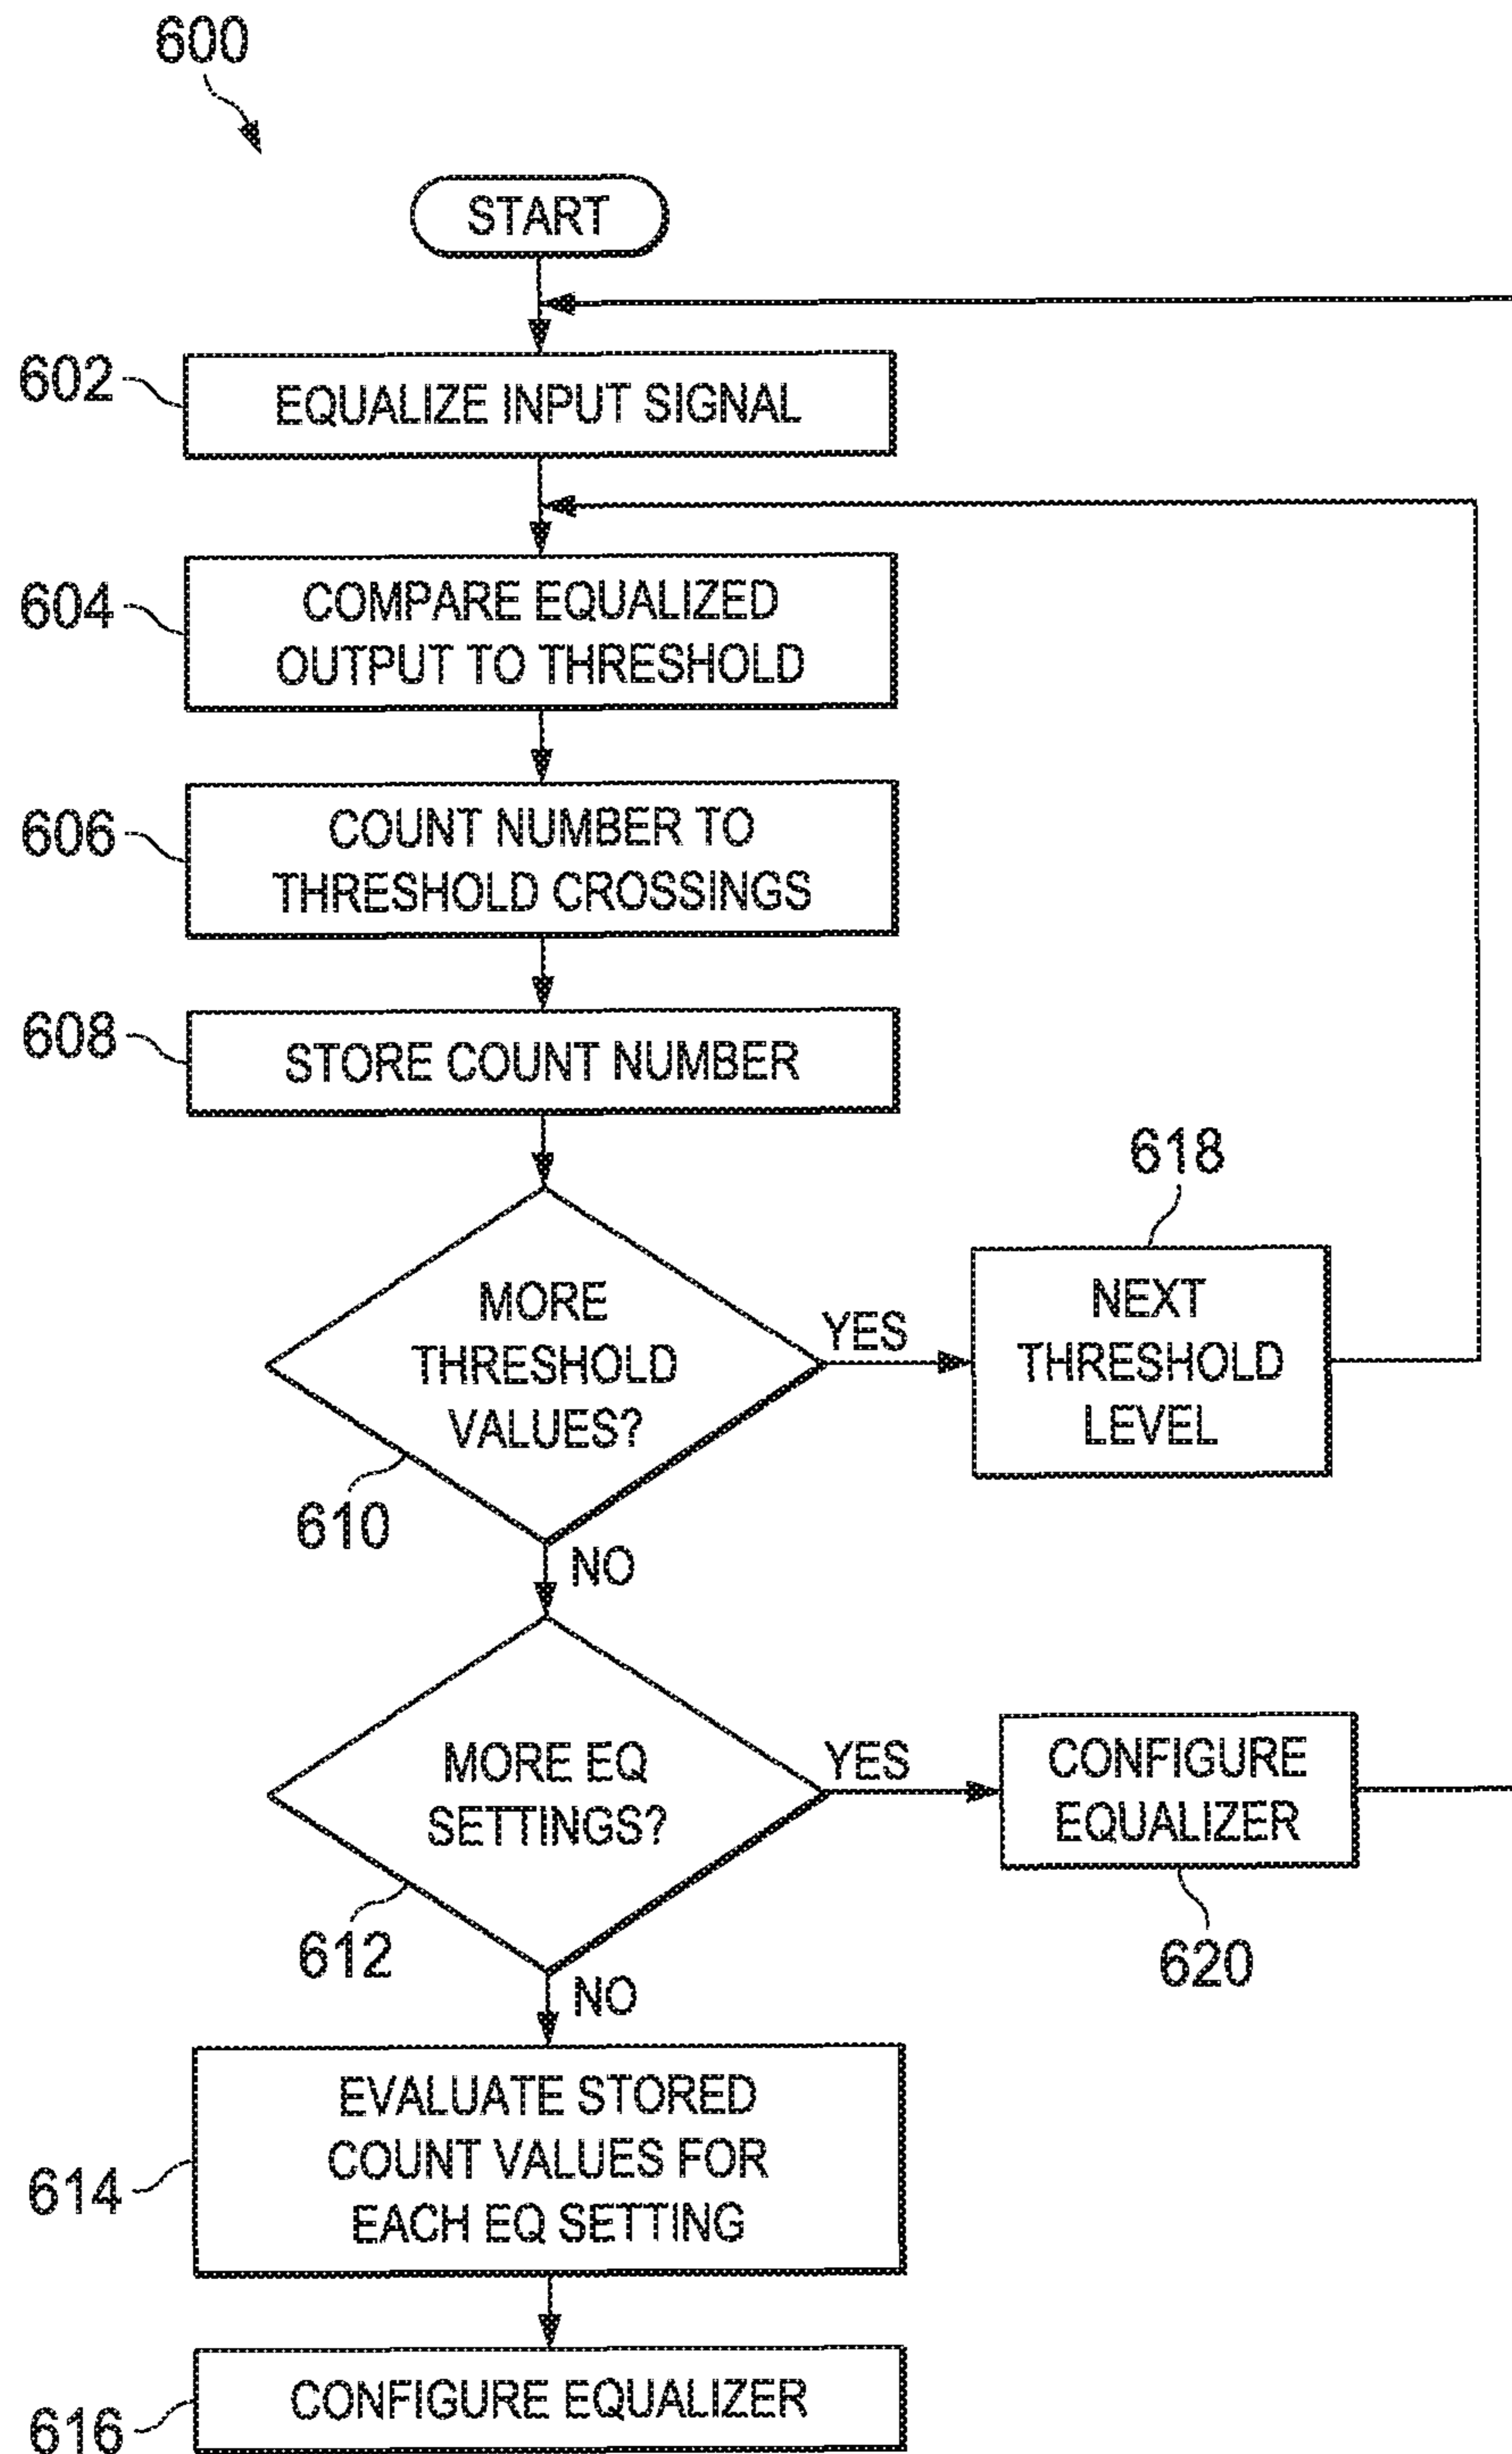 600
START
602
EQUALIZE INPUT SIGNAL
604
COMPARE EQUALIZED
OUTPUT TO THRESHOLD
606
COUNT NUMBER TO
THRESHOLD CROSSINGS
608
STORE COUNT NUMBER
618
MORE
THRESHOLD
VALUES?
YES
NEXT
THRESHOLD
LEVEL
610
NO
MORE EQ
SETTINGS?
YES
CONFIGURE
EQUALIZER
612
620
NO
614
EVALUATE STORED
COUNT VALUES FOR
EACH EQ SETTING
616
CONFIGURE EQUALIZER